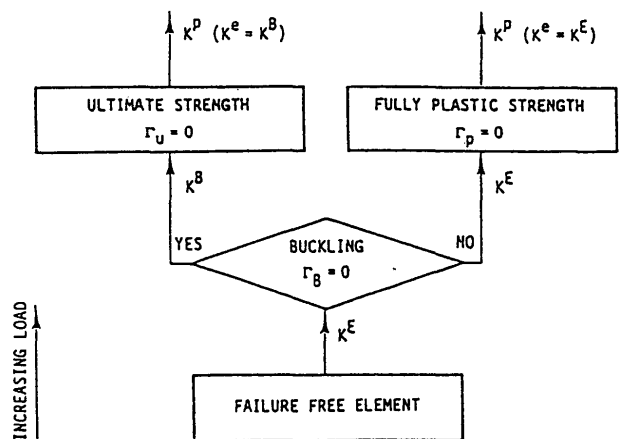 K^P (K^e = K^B)
K^P (K^e = K^E)
ULTIMATE STRENGTH
Γ_u = 0
FULLY PLASTIC STRENGTH
Γ_p = 0
K^B
K^E
YES
BUCKLING
NO
Γ_B = 0
K^E
INCREASING LOAD
FAILURE FREE ELEMENT